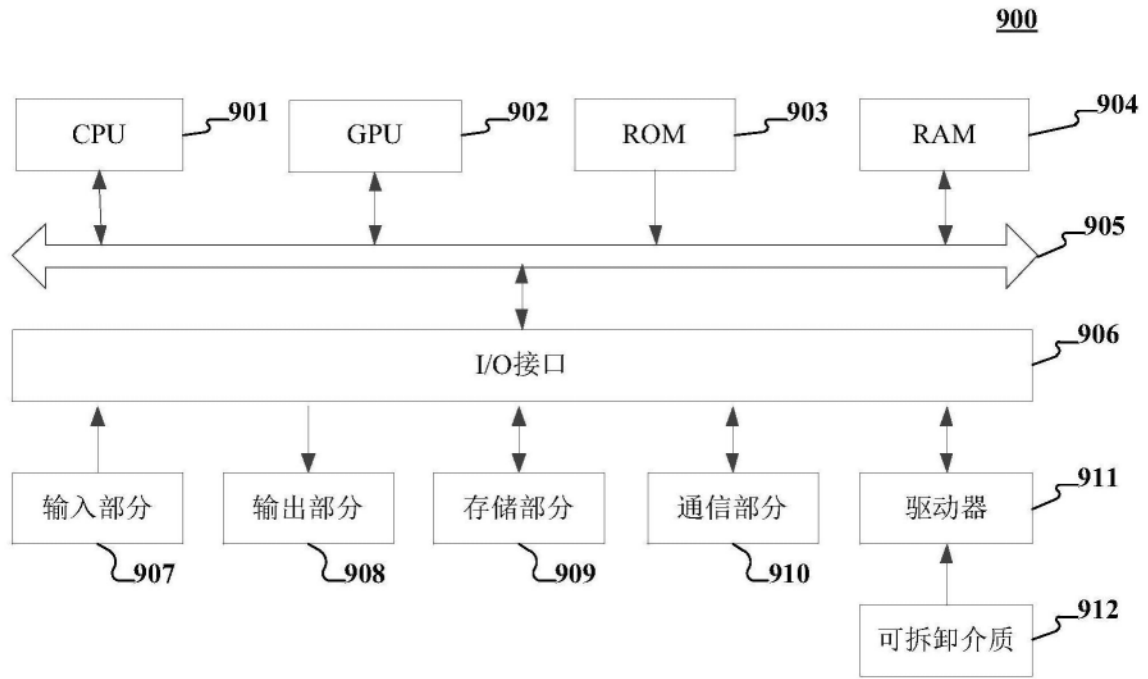 900
CPU
901
GPU
902
ROM
903
RAM
904
905
I/O接口
906
输入部分
907
输出部分
908
存储部分
909
通信部分
910
驱动器
911
可拆卸介质
912